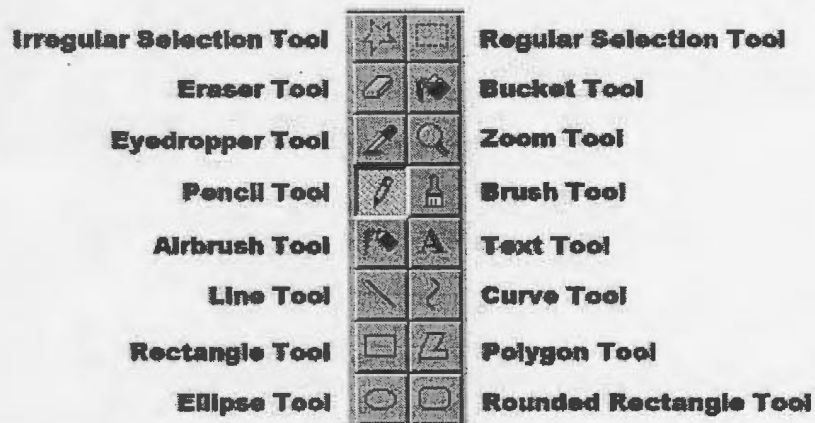 Irregular Selection Tool Regular Selection Tool
Eraser Tool Bucket Tool
Eyedropper Tool Zoom Tool
Pencil Tool Brush Tool
Airbrush Tool A Text Tool
Line Tool Curve Tool
Rectangle Tool Polygon Tool
Ellipse Tool Rounded Rectangle Tool